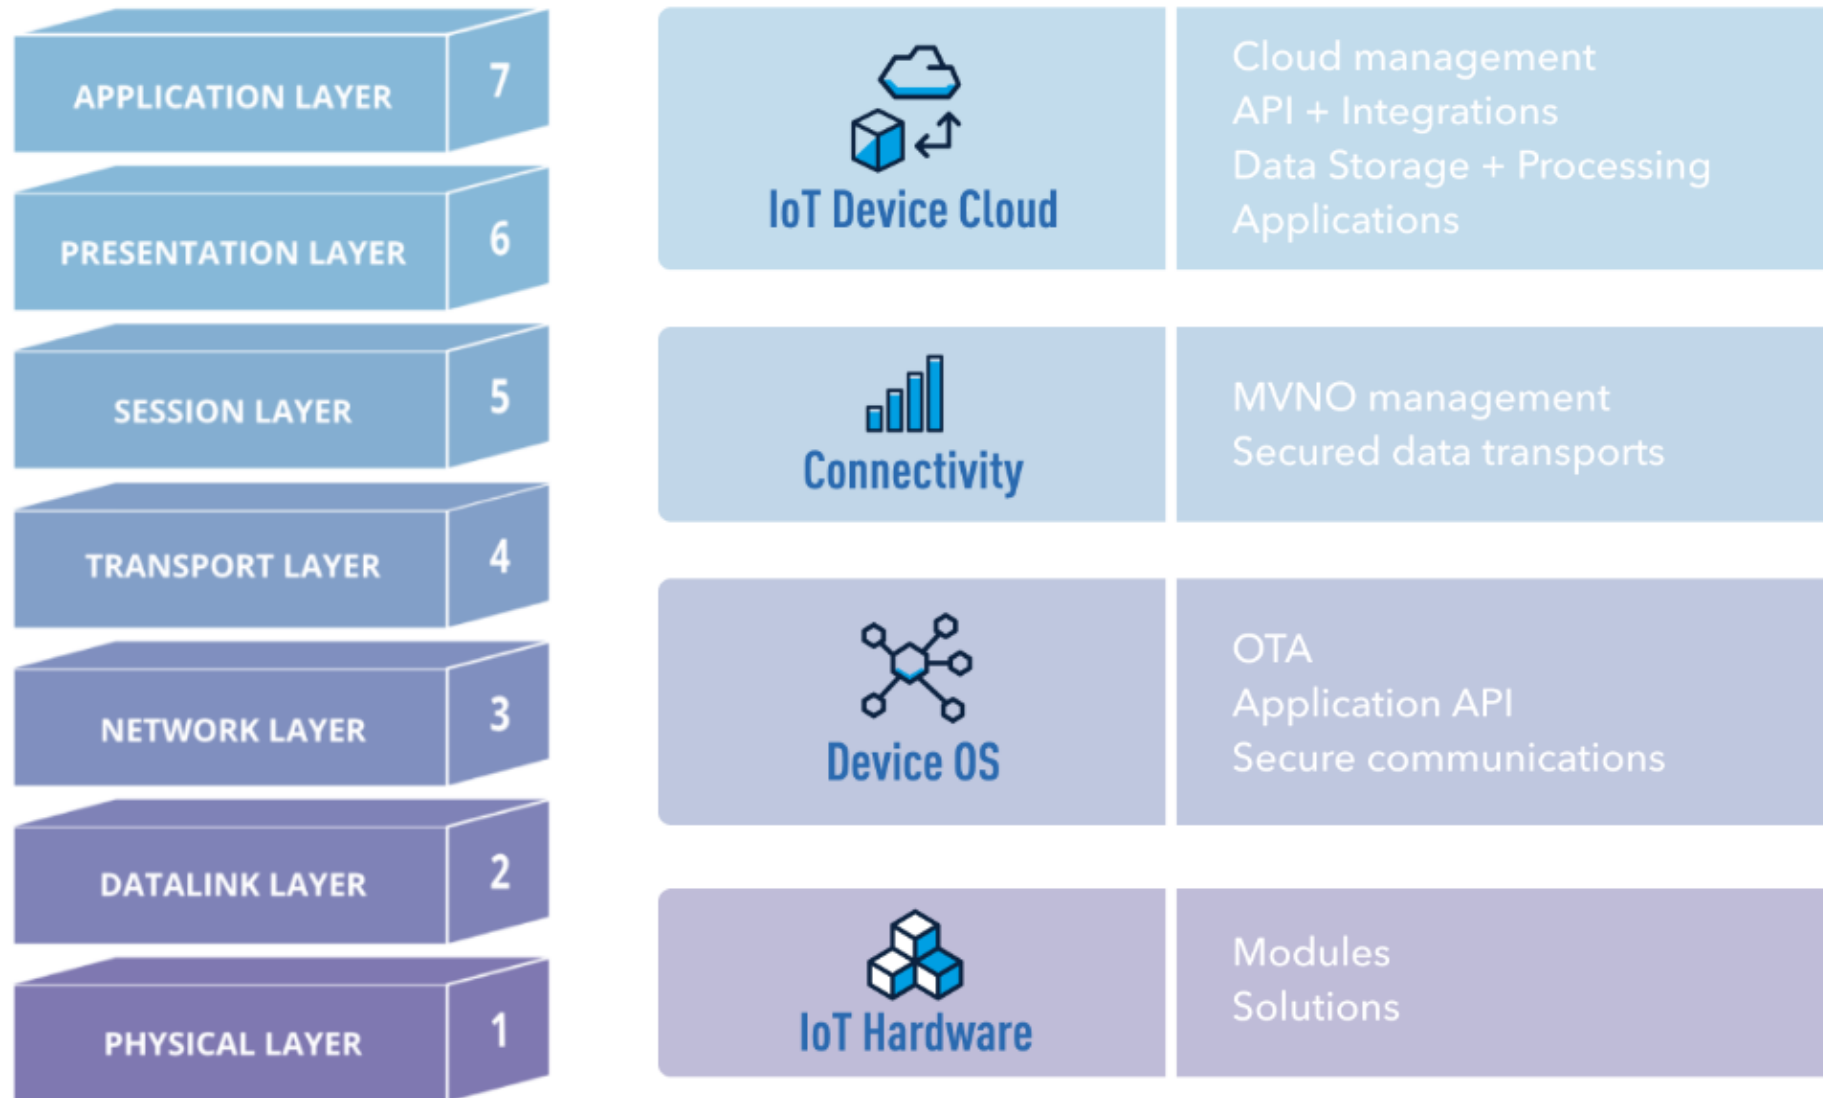 APPLICATION LAYER 7
PRESENTATION LAYER 6
SESSION LAYER 5
TRANSPORT LAYER 4
NETWORK LAYER 3
DATALINK LAYER 2
PHYSICAL LAYER 1
IoT Device Cloud
Cloud management
API + Integrations
Data Storage + Processing
Applications
Connectivity
MVNO management
Secured data transports
Device OS
OTA
Application API
Secure communications
IoT Hardware
Modules
Solutions